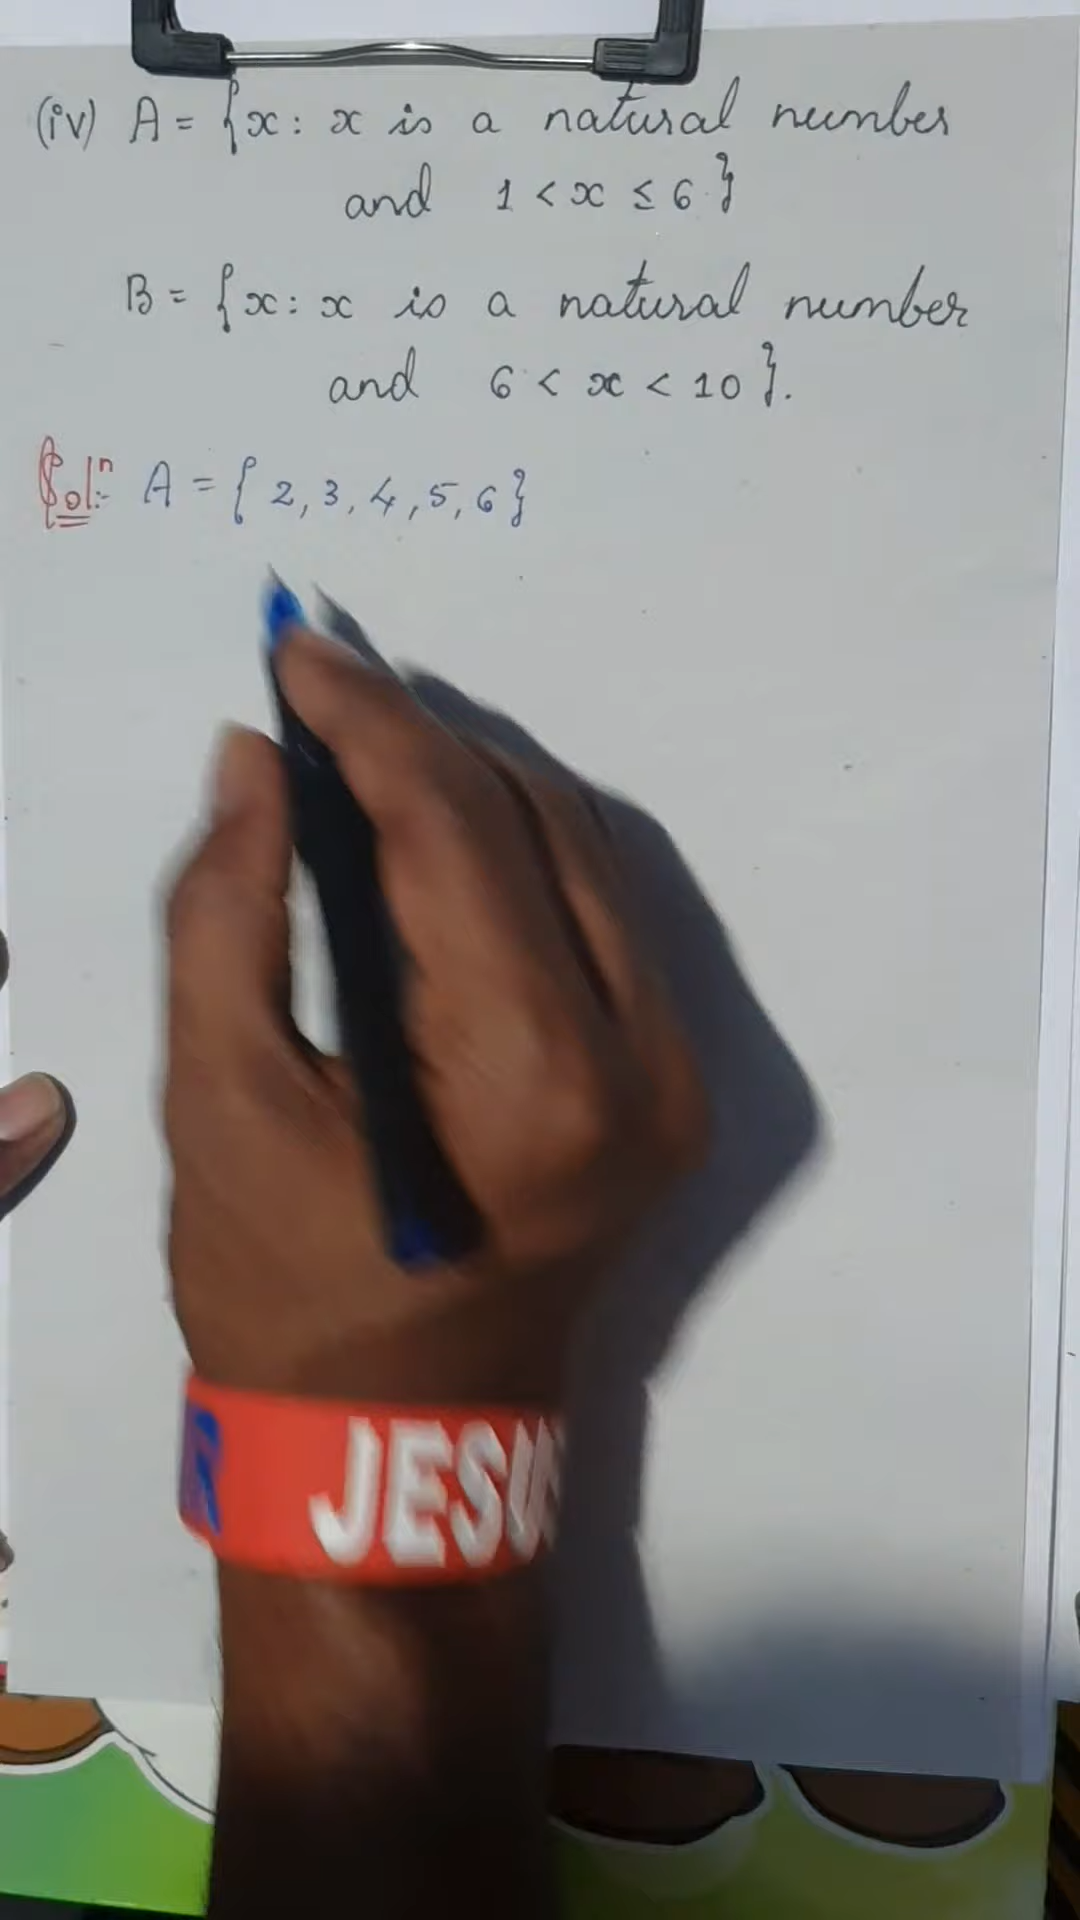 (iv) A = {x : x is a natural number
and 1 < x ≤ 6}
B = {x : x is a natural number
and 6 < x < 10}.
Solⁿ:- A = {2, 3, 4, 5, 6}
JESU